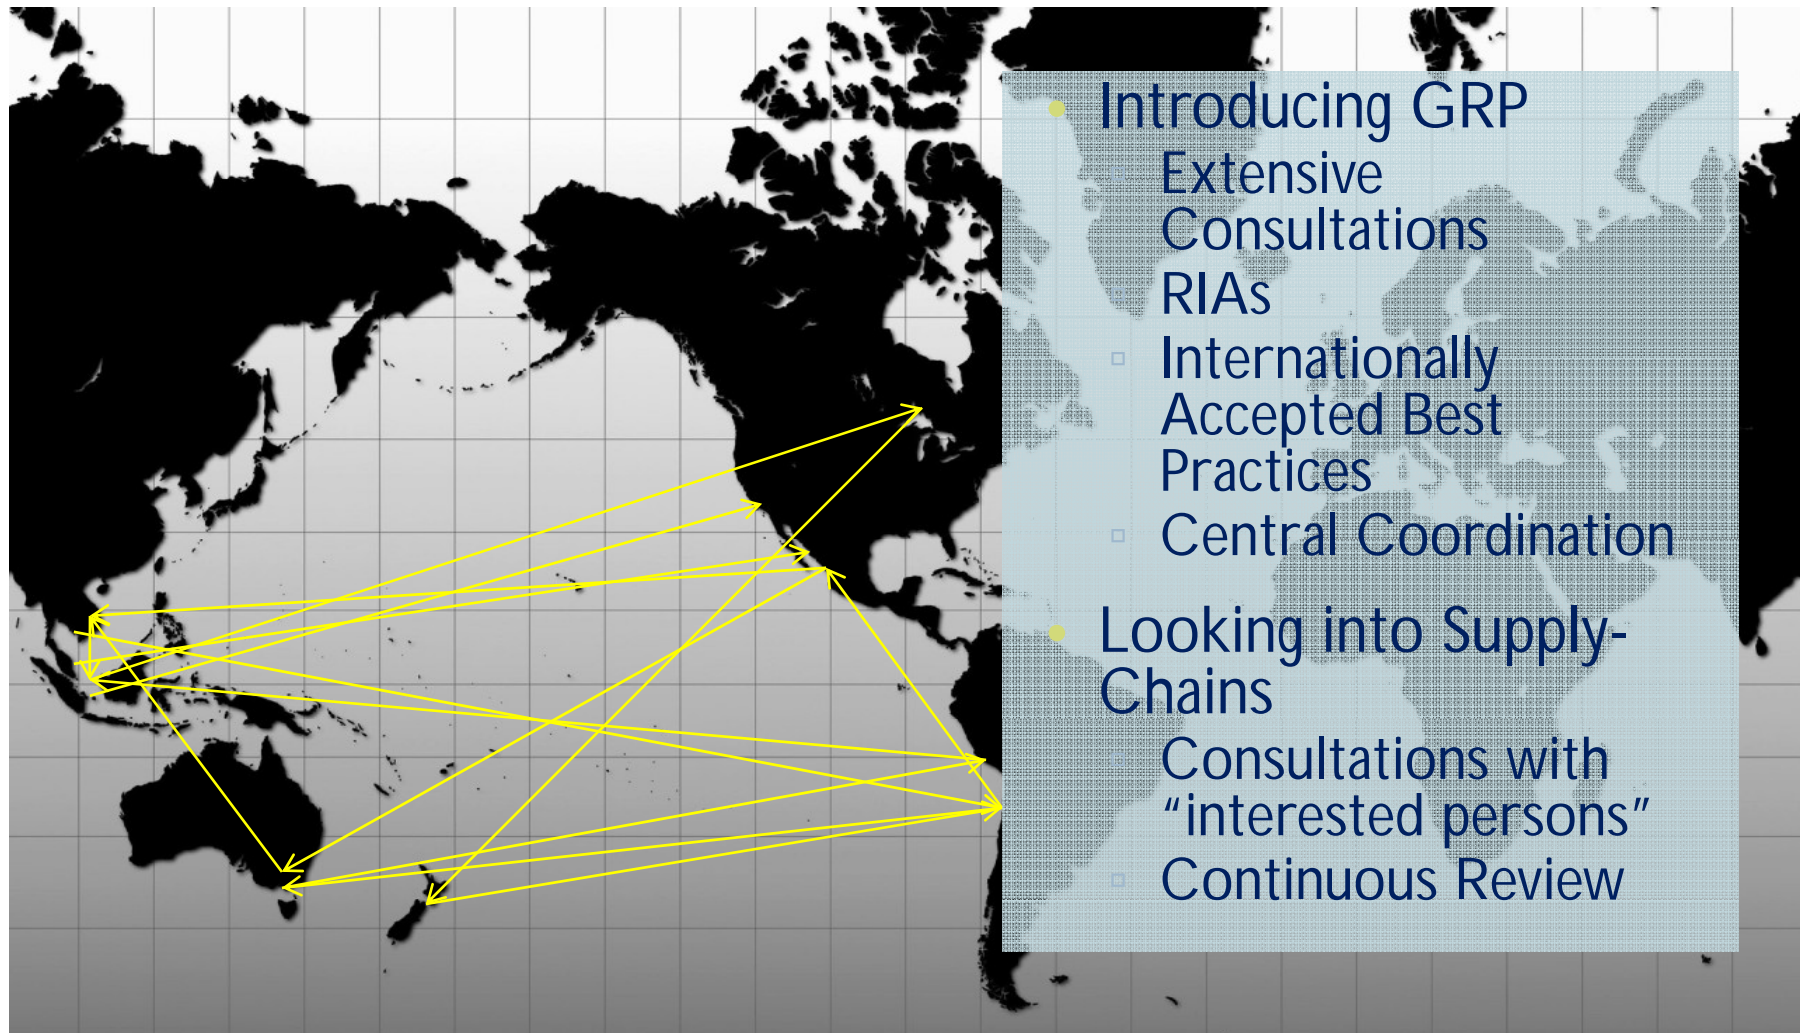 Introducing GRP
Extensive
Consultations
RIAs
Internationally
Accepted Best
Practices
Central Coordination
Looking into Supply-
Chains
Consultations with
“interested persons”
Continuous Review